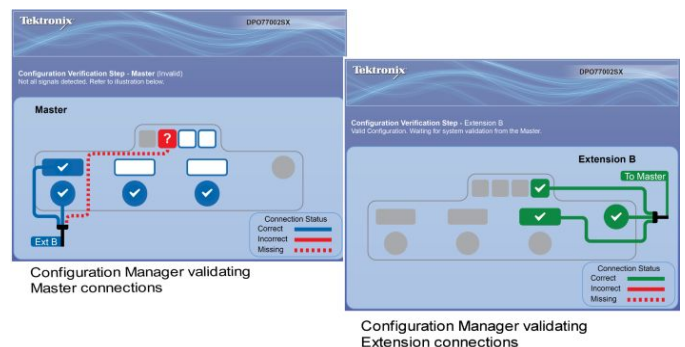 Tektronix
DPO77002SX
Configuration Verification Step - Master (Invalid)
Not all signals detected. Refer to illustration below.
Master
?
Ext B
Connection Status
Correct
Incorrect
Missing
Configuration Manager validating
Master connections
Tektronix
DPO77002SX
Configuration Verification Step - Extension B
Valid Configuration. Waiting for system validation from the Master.
Extension B
To Master
Connection Status
Correct
Incorrect
Missing
Configuration Manager validating
Extension connections